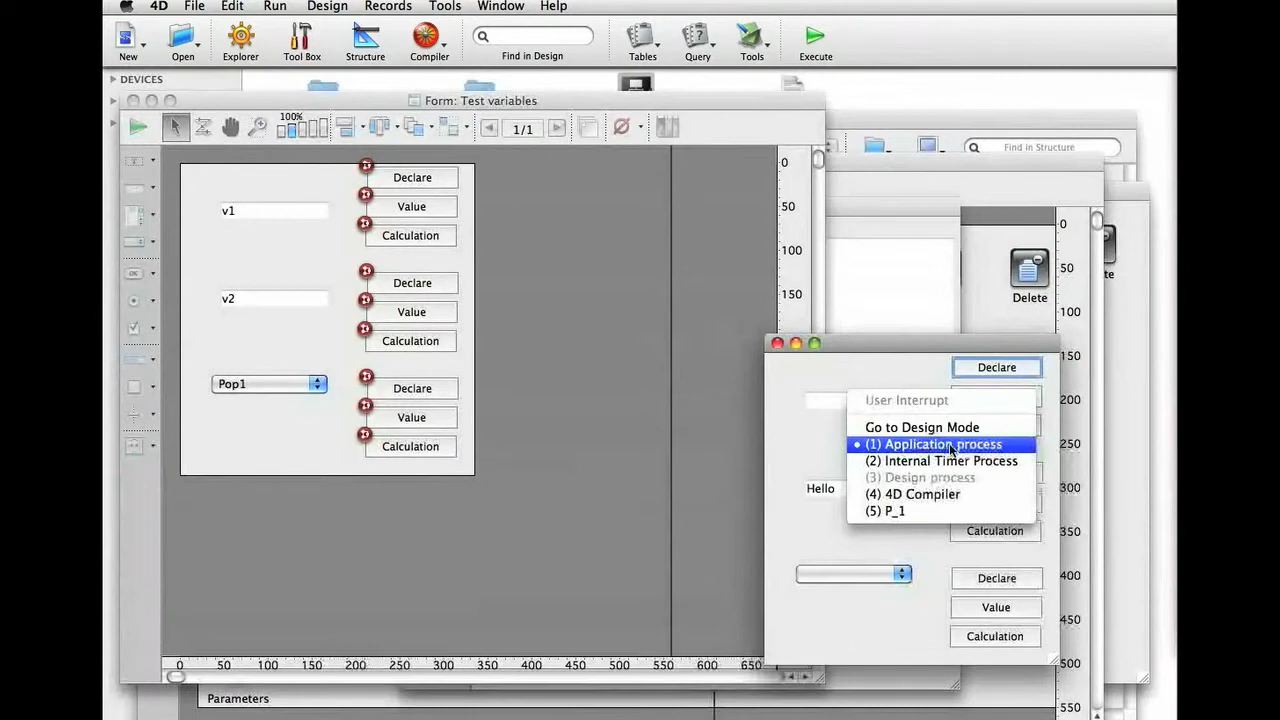 4D File Edit Run Design Records Tools Window Help
New Open Explorer Tool Box Structure Compiler Find in Design Tables Query Tools Execute
DEVICES
Form: Test variables
100%
1/1
Find in Structure
v1
Declare
Value
Calculation
v2
Declare
Value
Calculation
Pop1
Declare
Value
Calculation
0
50
100
150
0 50 100 150 200 250 300 350 400 450 500 550 600 650
Parameters
Delete
0
50
100
150
200
250
300
350
400
450
500
550
Declare
User Interrupt
Go to Design Mode
(1) Application process
(2) Internal Timer Process
(3) Design process
(4) 4D Compiler
(5) P_1
Hello
Calculation
Declare
Value
Calculation